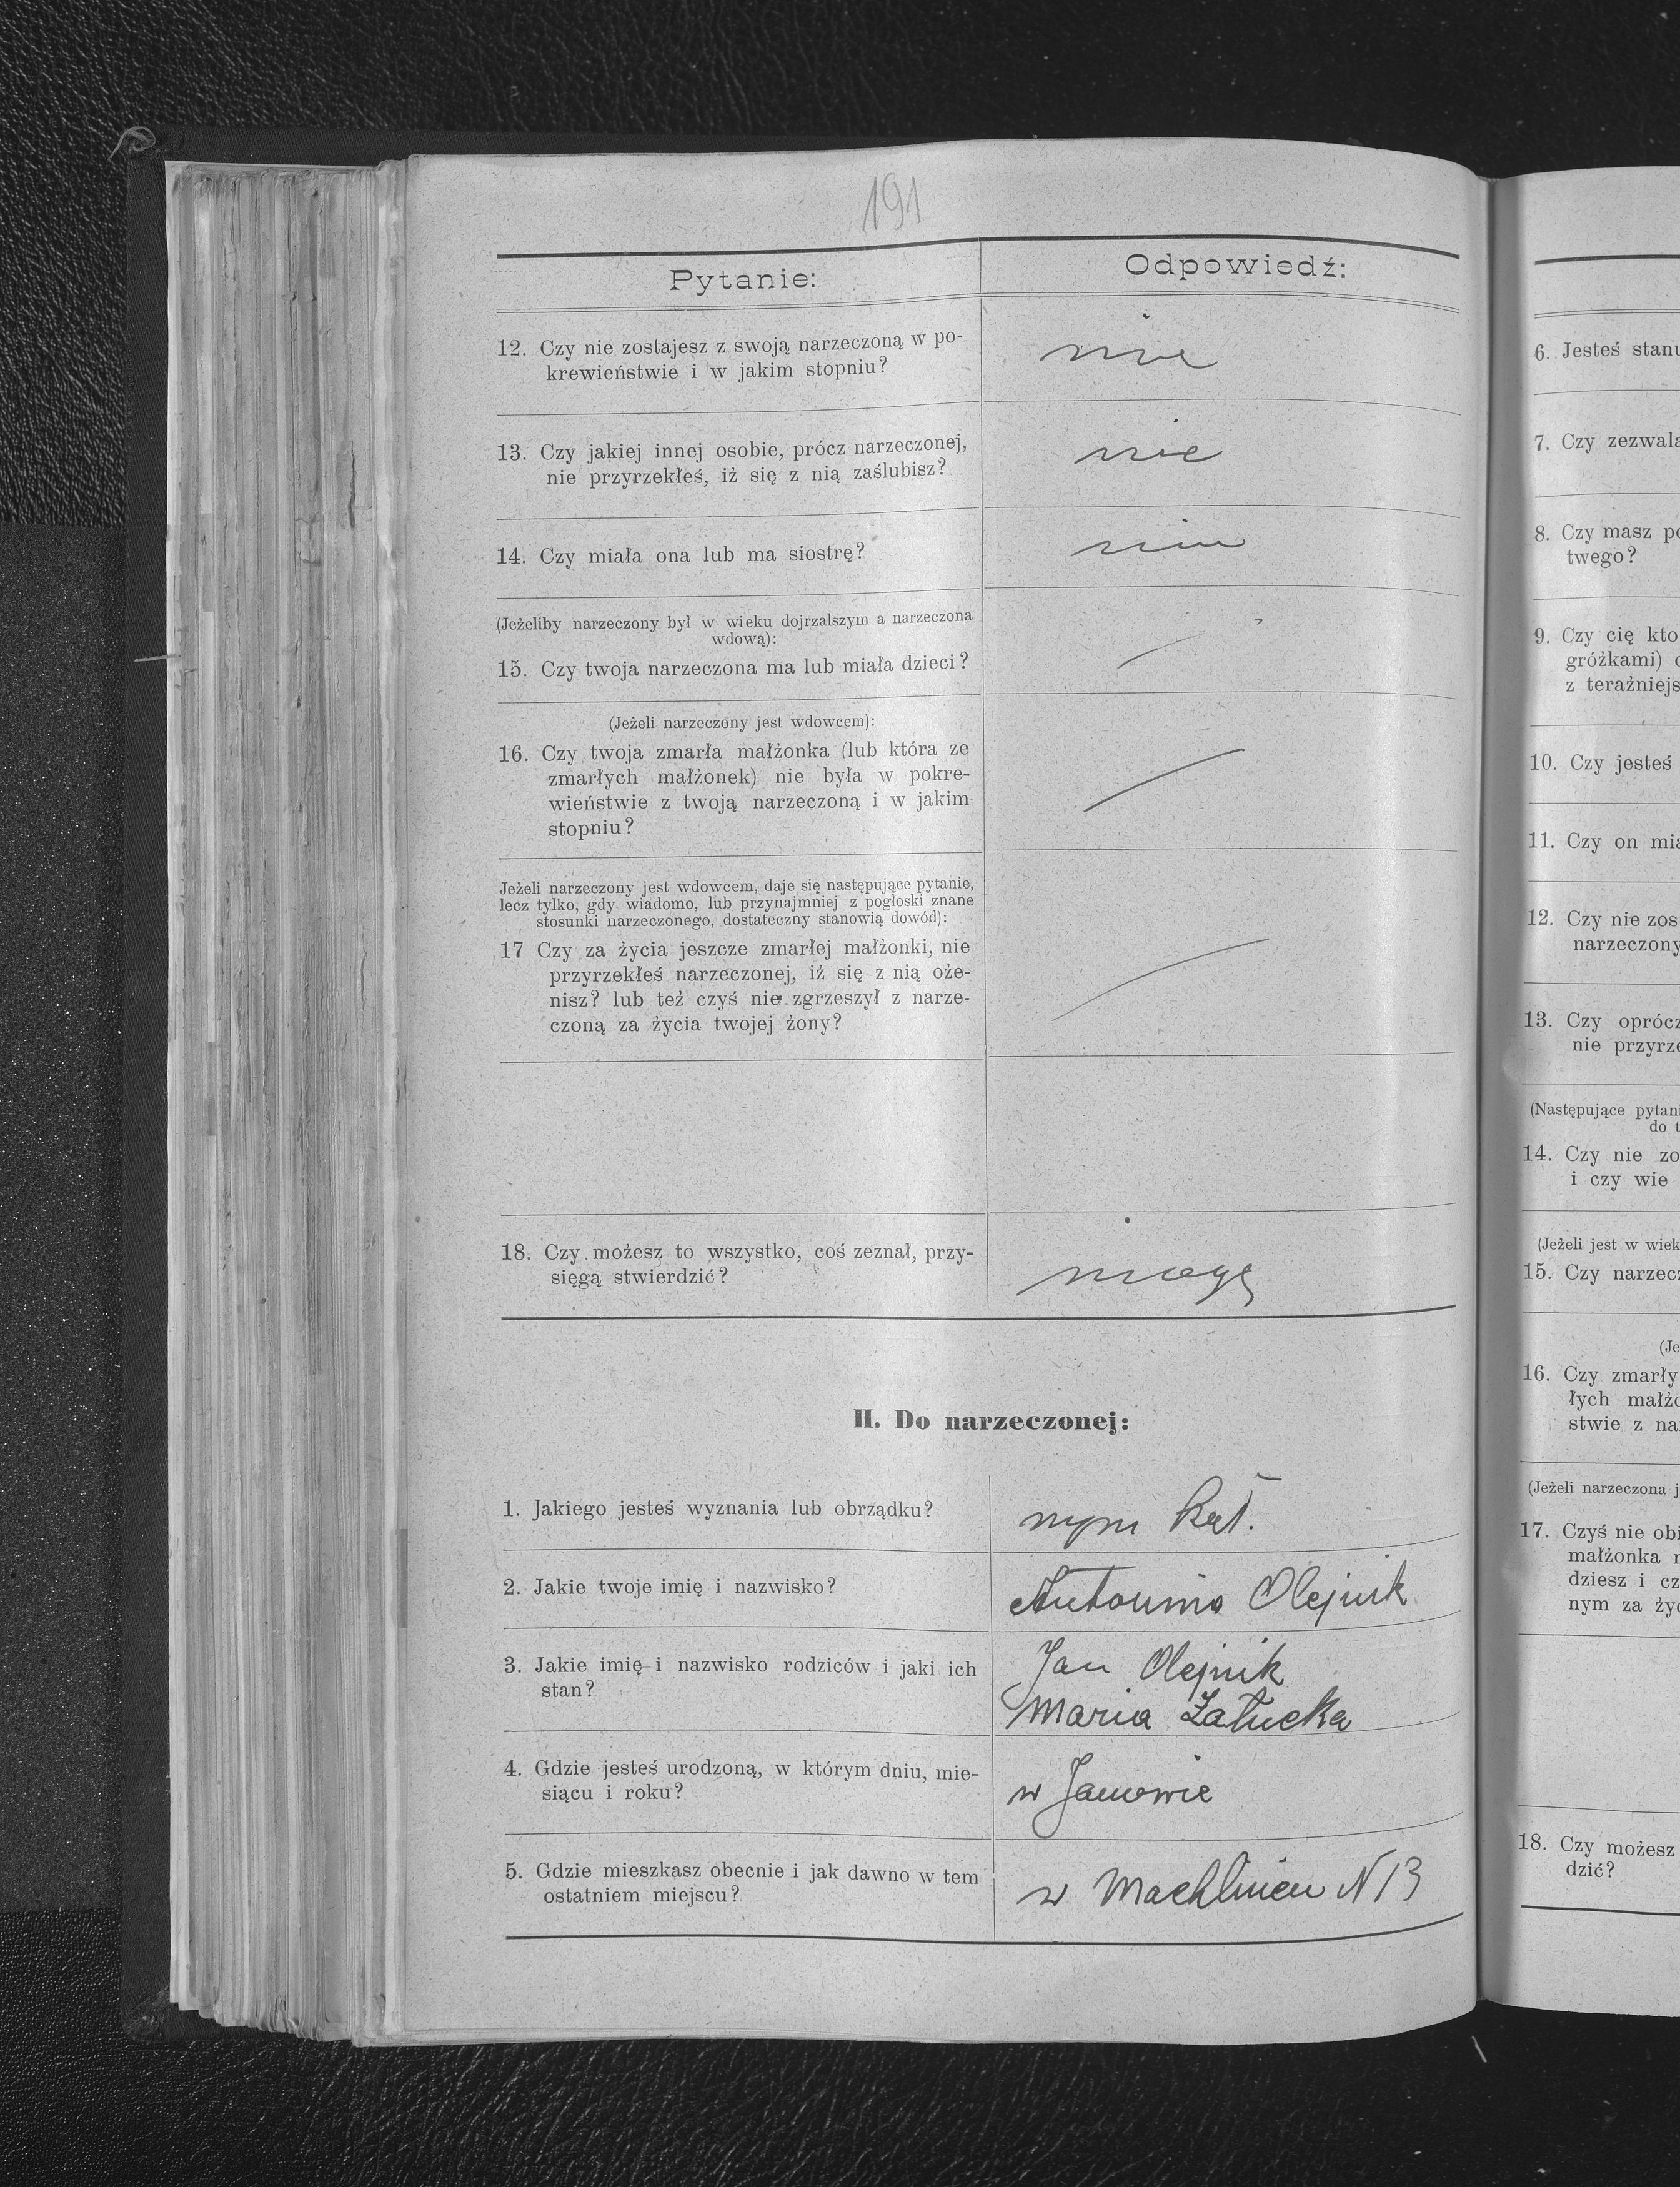 191
Pytanie:
Odpowiedź:
12. Czy nie zostajesz z swoją narzeczoną w po-
krewieństwie i w jakim stopniu?
nie
13. Czy jakiej innej osobie, prócz narzeczonej,
nie przyrzekłeś, iż się z nią zaślubisz?
nie
14. Czy miała ona lub ma siostrę?
(Jeżeliby narzeczony był w wieku dojrzalszym a narzeczona
wdową):
15. Czy twoja narzeczona ma lub miała dzieci?
(Jeżeli narzeczony jest wdowcem):
16. Czy twoja zmarła małżonka (lub która ze
zmarłych małżonek) nie była w pokre-
wieństwie z twoją narzeczoną i w jakim
stopniu?
Jeżeli narzeczony jest wdowcem, daje się następujące pytanie,
lecz tylko, gdy wiadomo, lub przynajmniej z pogłoski znane
stosunki narzeczonego, dostateczny stanowią dowód):
17 Czy za życia jeszcze zmarłej małżonki, nie
przyrzekłeś narzeczonej, iż się z nią oże-
nisz? lub też czyś nie zgrzeszył z narze-
czoną za życia twojej żony?
18. Czy możesz to wszystko, coś zeznał, przy-
sięgą stwierdzić?
mogę
II. Do narzeczonej:
1. Jakiego jesteś wyznania lub obrządku?
kat.
2. Jakie twoje imię i nazwisko?
Antonina Olejnik
3. Jakie imię i nazwisko rodziców i jaki ich
stan?
Jan Olejnik
Maria Załucka
4. Gdzie jesteś urodzoną, w którym dniu, mie-
siącu i roku?
w Janowie
5. Gdzie mieszkasz obecnie i jak dawno w tem
ostatniem miejscu?
w Machlińcu N 13
6. Jesteś stanu
7. Czy zezwala
8. Czy masz po
twego?
9. Czy cię kto
gróżkami)
z teraźniejs
10. Czy jesteś
11. Czy on mia
12. Czy nie zos
narzeczony
13. Czy oprócz
nie przyrze
(Następujące pytani
do t
14. Czy nie zo
i czy wie
(Jeżeli jest w wiek
15. Czy narzecz
(Je
16. Czy zmarły
łych małżo
stwie z na
(Jeżeli narzeczona j
17. Czyś nie obi
małżonka
dziesz i cz
nym za życ
18. Czy możesz
dzić?